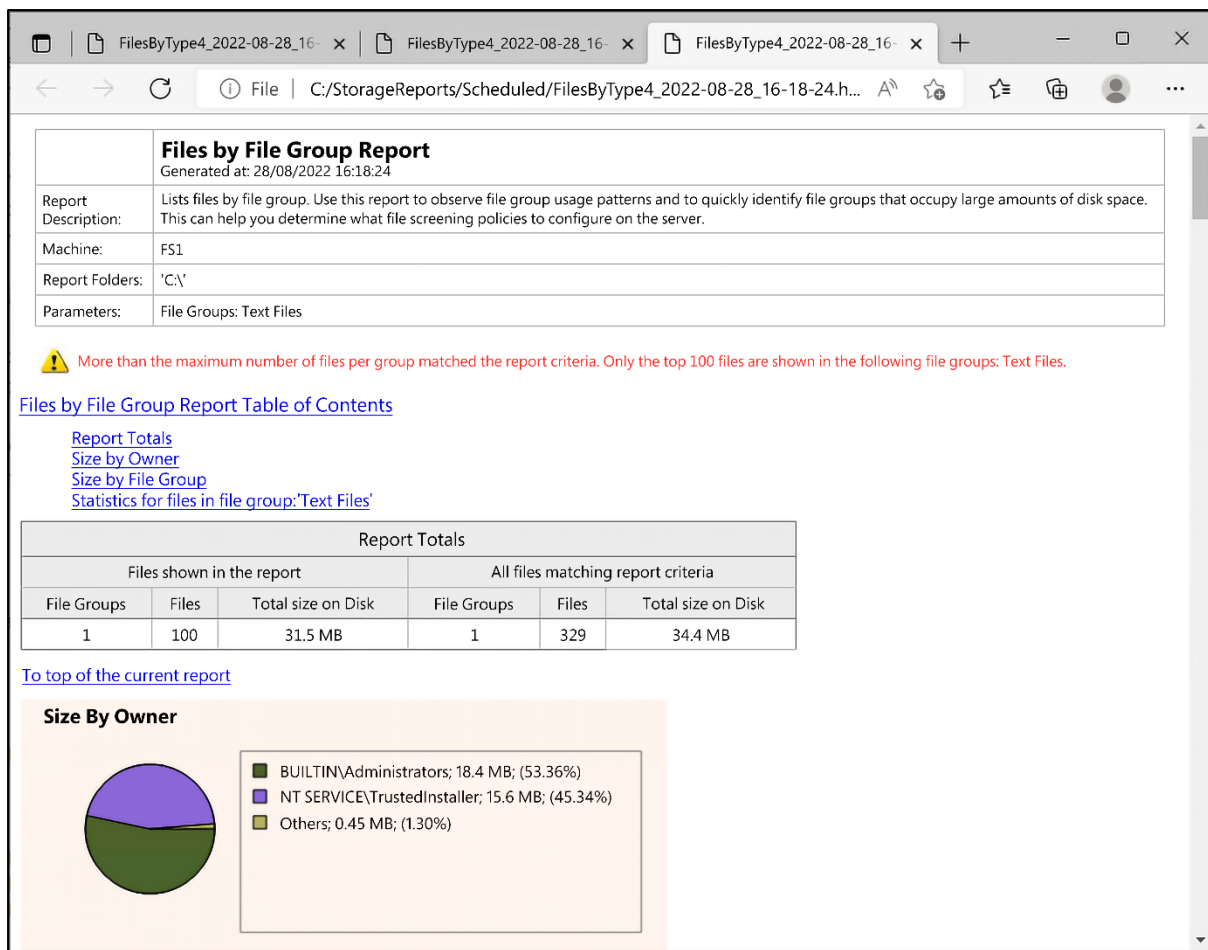 FilesByType4_2022-08-28_16-
FilesByType4_2022-08-28_16-
FilesByType4_2022-08-28_16-
File | C:/StorageReports/Scheduled/FilesByType4_2022-08-28_16-18-24.h...
Files by File Group Report
Generated at: 28/08/2022 16:18:24
Report Description:
Lists files by file group. Use this report to observe file group usage patterns and to quickly identify file groups that occupy large amounts of disk space.
This can help you determine what file screening policies to configure on the server.
Machine: FS1
Report Folders: 'C:\'
Parameters: File Groups: Text Files
More than the maximum number of files per group matched the report criteria. Only the top 100 files are shown in the following file groups: Text Files.
Files by File Group Report Table of Contents
Report Totals
Size by Owner
Size by File Group
Statistics for files in file group:'Text Files'
Report Totals
Files shown in the report All files matching report criteria
File Groups Files Total size on Disk File Groups Files Total size on Disk
1 100 31.5 MB 1 329 34.4 MB
To top of the current report
Size By Owner
BUILTIN\Administrators; 18.4 MB; (53.36%)
NT SERVICE\TrustedInstaller; 15.6 MB; (45.34%)
Others; 0.45 MB; (1.30%)